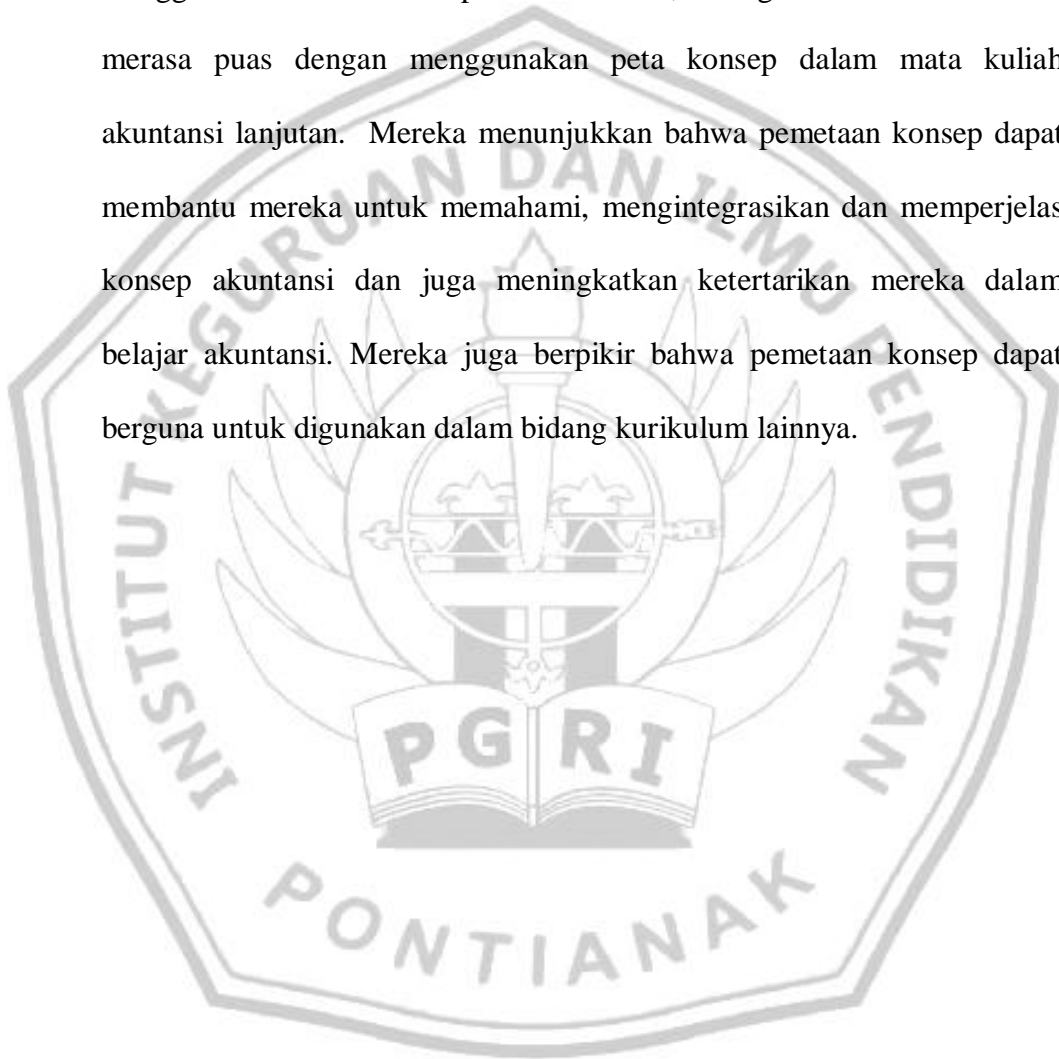 merasa puas dengan menggunakan peta konsep dalam mata kuliah
akuntansi lanjutan. Mereka menunjukkan bahwa pemetaan konsep dapat
membantu mereka untuk memahami, mengintegrasikan dan memperjelas
konsep akuntansi dan juga meningkatkan ketertarikan mereka dalam
belajar akuntansi. Mereka juga berpikir bahwa pemetaan konsep dapat
berguna untuk digunakan dalam bidang kurikulum lainnya.
INSTITUT KEGURUAN DAN ILMU PENDIDIKAN
PGRI
PONTIANAK